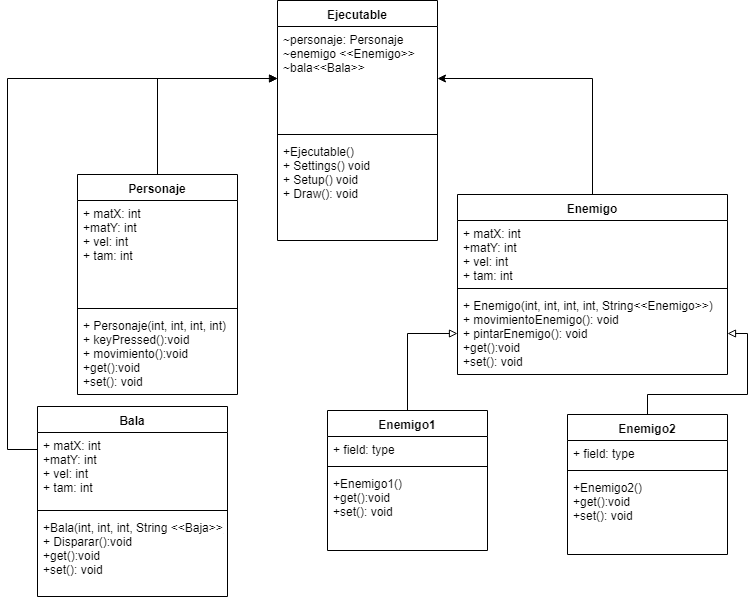 Ejecutable
~personaje: Personaje
~enemigo <<Enemigo>>
~bala<<Bala>>
+Ejecutable()
+ Settings() void
+ Setup() void
+ Draw(): void
Personaje
+ matX: int
+matY: int
+ vel: int
+ tam: int
+ Personaje(int, int, int, int)
+ keyPressed():void
+ movimiento():void
+get():void
+set(): void
Enemigo
+ matX: int
+matY: int
+ vel: int
+ tam: int
+ Enemigo(int, int, int, int, String<<Enemigo>>)
+ movimientoEnemigo(): void
+ pintarEnemigo(): void
+get():void
+set(): void
Bala
+ matX: int
+matY: int
+ vel: int
+ tam: int
+Bala(int, int, int, String <<Baja>>
+ Disparar():void
+get():void
+set(): void
Enemigo1
+ field: type
+Enemigo1()
+get():void
+set(): void
Enemigo2
+ field: type
+Enemigo2()
+get():void
+set(): void